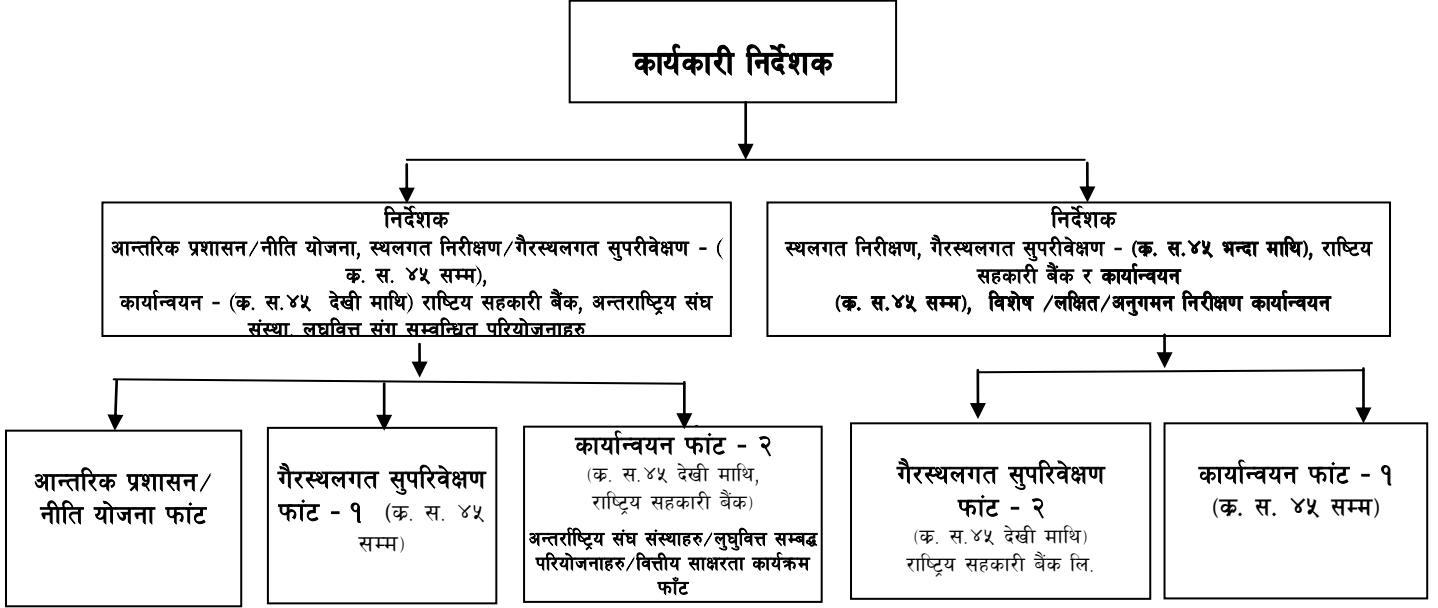 कार्यकारी निर्देशक
निर्देशक
आन्तरिक प्रशासन/नीति योजना, स्थलगत निरीक्षण/गैरस्थलगत सुपरीवेक्षण - (
क. स. ४५ सम्म),
कार्यान्वयन - (क. स.४५ देखी माथि) राष्टिय सहकारी बैंक, अन्तराष्ट्रिय संघ
संस्था, लघुवित्त संग सम्वन्धित परियोजनाहरु
निर्देशक
स्थलगत निरीक्षण, गैरस्थलगत सुपरीवेक्षण - (क. स.४५ भन्दा माथि), राष्टिय
सहकारी बैंक र कार्यान्वयन
(क. स.४५ सम्म), विशेष /लक्षित/अनुगमन निरीक्षण कार्यान्वयन
आन्तरिक प्रशासन/
नीति योजना फांट
गैरस्थलगत सुपरिवेक्षण
फांट - १ (क. स. ४५
सम्म)
कार्यान्वयन फांट - २
(क. स.४५ देखी माथि,
राष्ट्रिय सहकारी बैंक)
अन्तर्राष्ट्रिय संघ संस्थाहरु/लुघुवित्त सम्बद्ध
परियोजनाहरु/वित्तीय साक्षरता कार्यक्रम
फाँट
गैरस्थलगत सुपरिवेक्षण
फांट - २
(क. स.४५ देखी माथि)
राष्ट्रिय सहकारी बैंक लि.
कार्यान्वयन फांट - १
(क. स. ४५ सम्म)